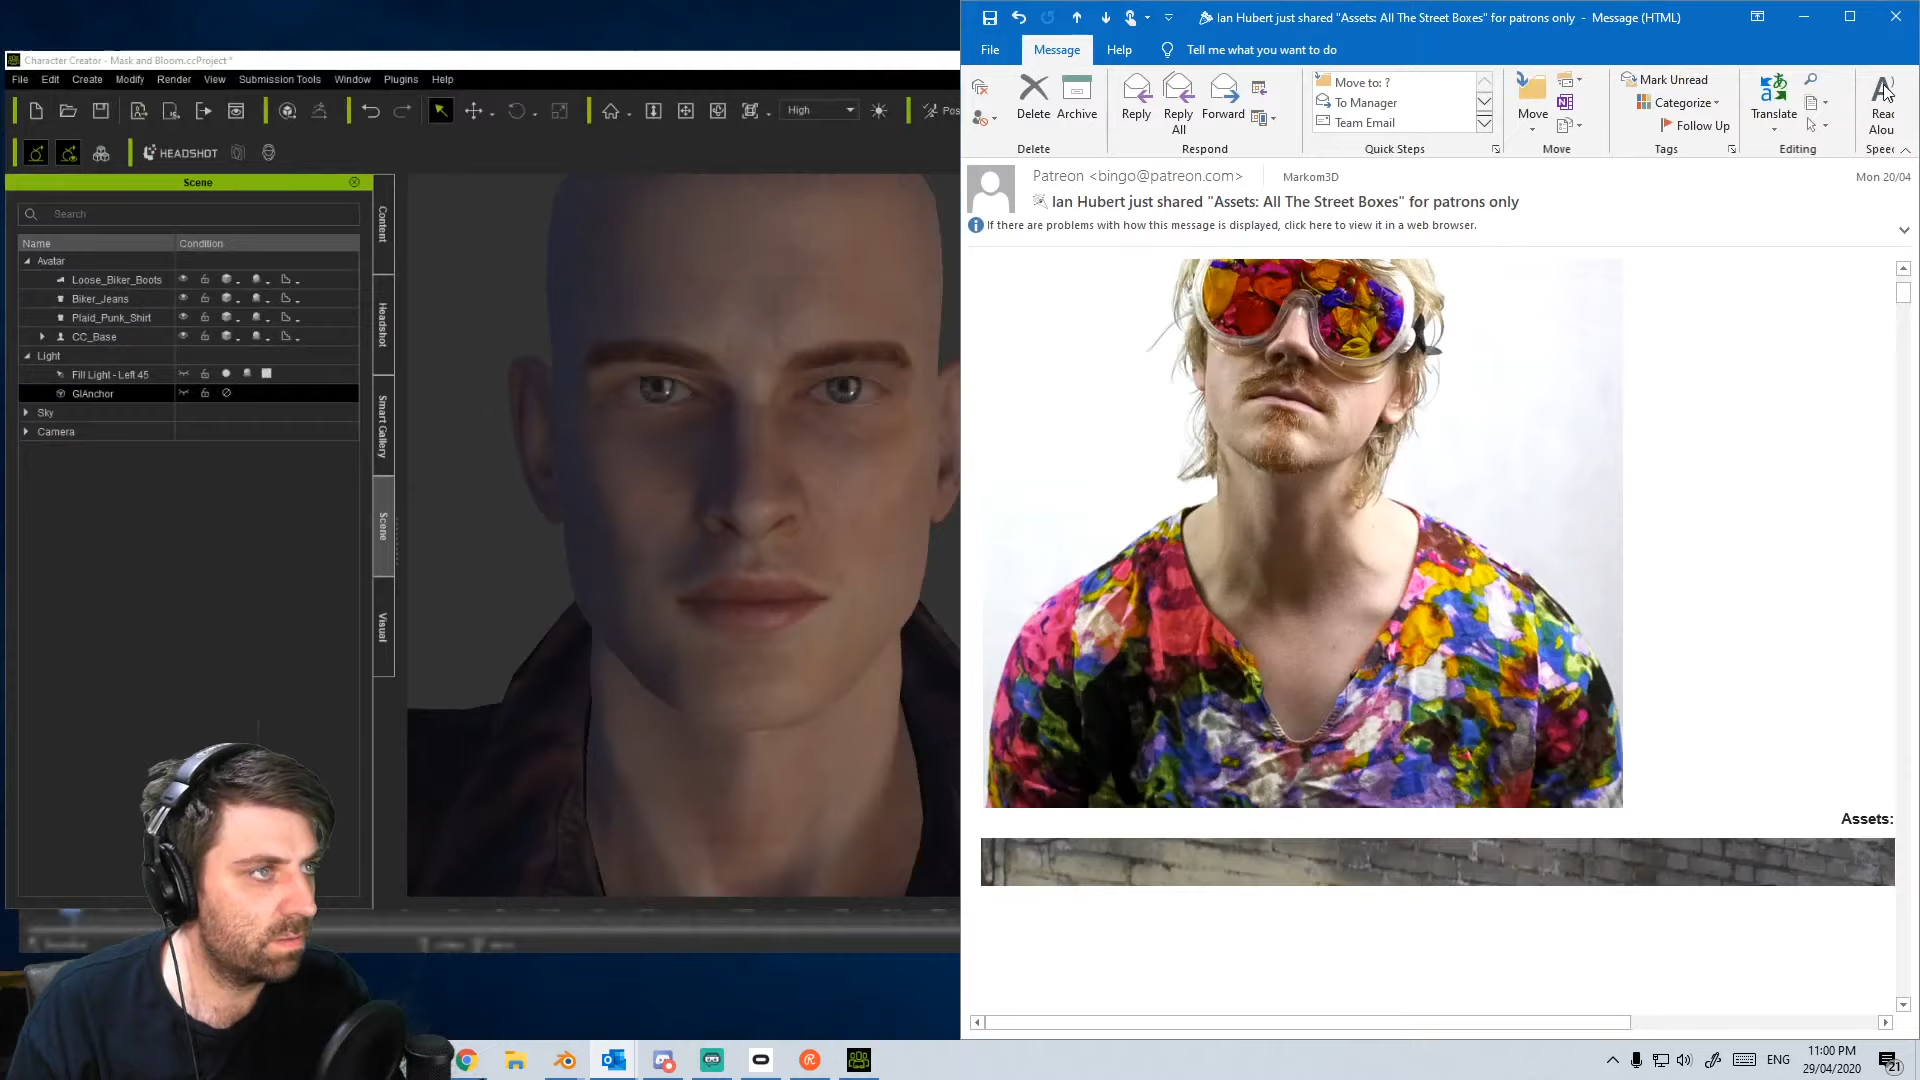 Character Creator - Mask and Bloom.ccProject *
File Edit Create Modify Render View Submission Tools Window Plugins Help
High
Pos
HEADSHOT
Scene
Search
Name Condition
Avatar
Loose_Biker_Boots
Biker_Jeans
Plaid_Punk_Shirt
CC_Base
Light
Fill Light - Left 45
GIAnchor
Sky
Camera
Content
Headshot
Smart Gallery
Scene
Visual
Ian Hubert just shared "Assets: All The Street Boxes" for patrons only - Message (HTML)
File Message Help Tell me what you want to do
Delete Archive Reply Reply All Forward
Move to: ?
To Manager
Team Email
Move
Mark Unread
Categorize
Follow Up
Translate
Delete Respond Quick Steps Move Tags Editing
Patreon <bingo@patreon.com> Markom3D Mon 20/04
Ian Hubert just shared "Assets: All The Street Boxes" for patrons only
If there are problems with how this message is displayed, click here to view it in a web browser.
Assets:
ENG
11:00 PM
29/04/2020
21